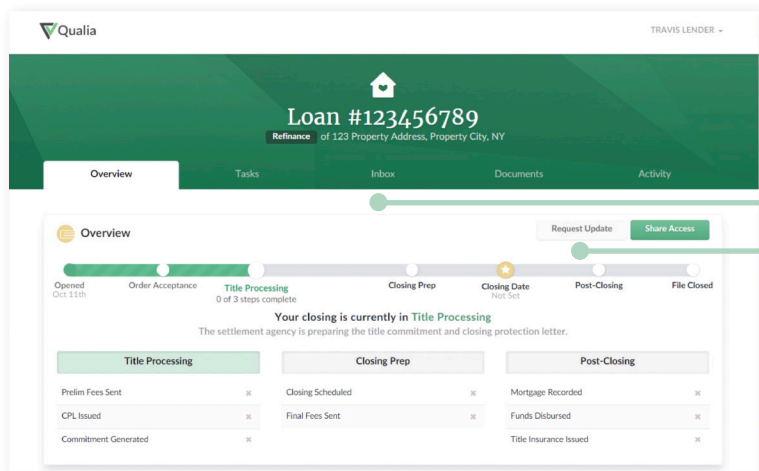 Qualia
TRAVIS LENDER
Loan #123456789
Refinance of 123 Property Address, Property City, NY
Overview Tasks Inbox Documents Activity
Overview
Request Update Share Access
Opened Order Acceptance Title Processing Closing Prep Closing Date Post-Closing File Closed
Oct 11th 0 of 3 steps complete Not Set
Your closing is currently in Title Processing
The settlement agency is preparing the title commitment and closing protection letter.
Title Processing Closing Prep Post-Closing
Prelim Fees Sent Closing Scheduled Mortgage Recorded
CPL Issued Final Fees Sent Funds Disbursed
Commitment Generated Title Insurance Issued